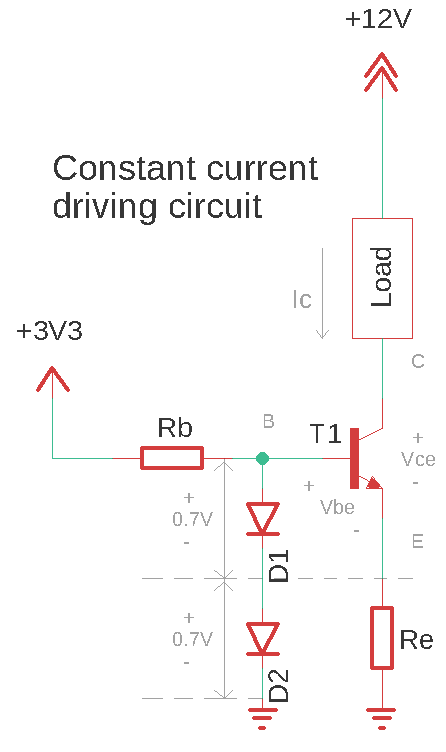 +12V
Constant current
driving circuit
Load
Ic
+3V3
C
Rb
B
T1
+
Vce
-
+
0.7V
-
+
Vbe
-
D1
E
+
0.7V
-
D2
Re